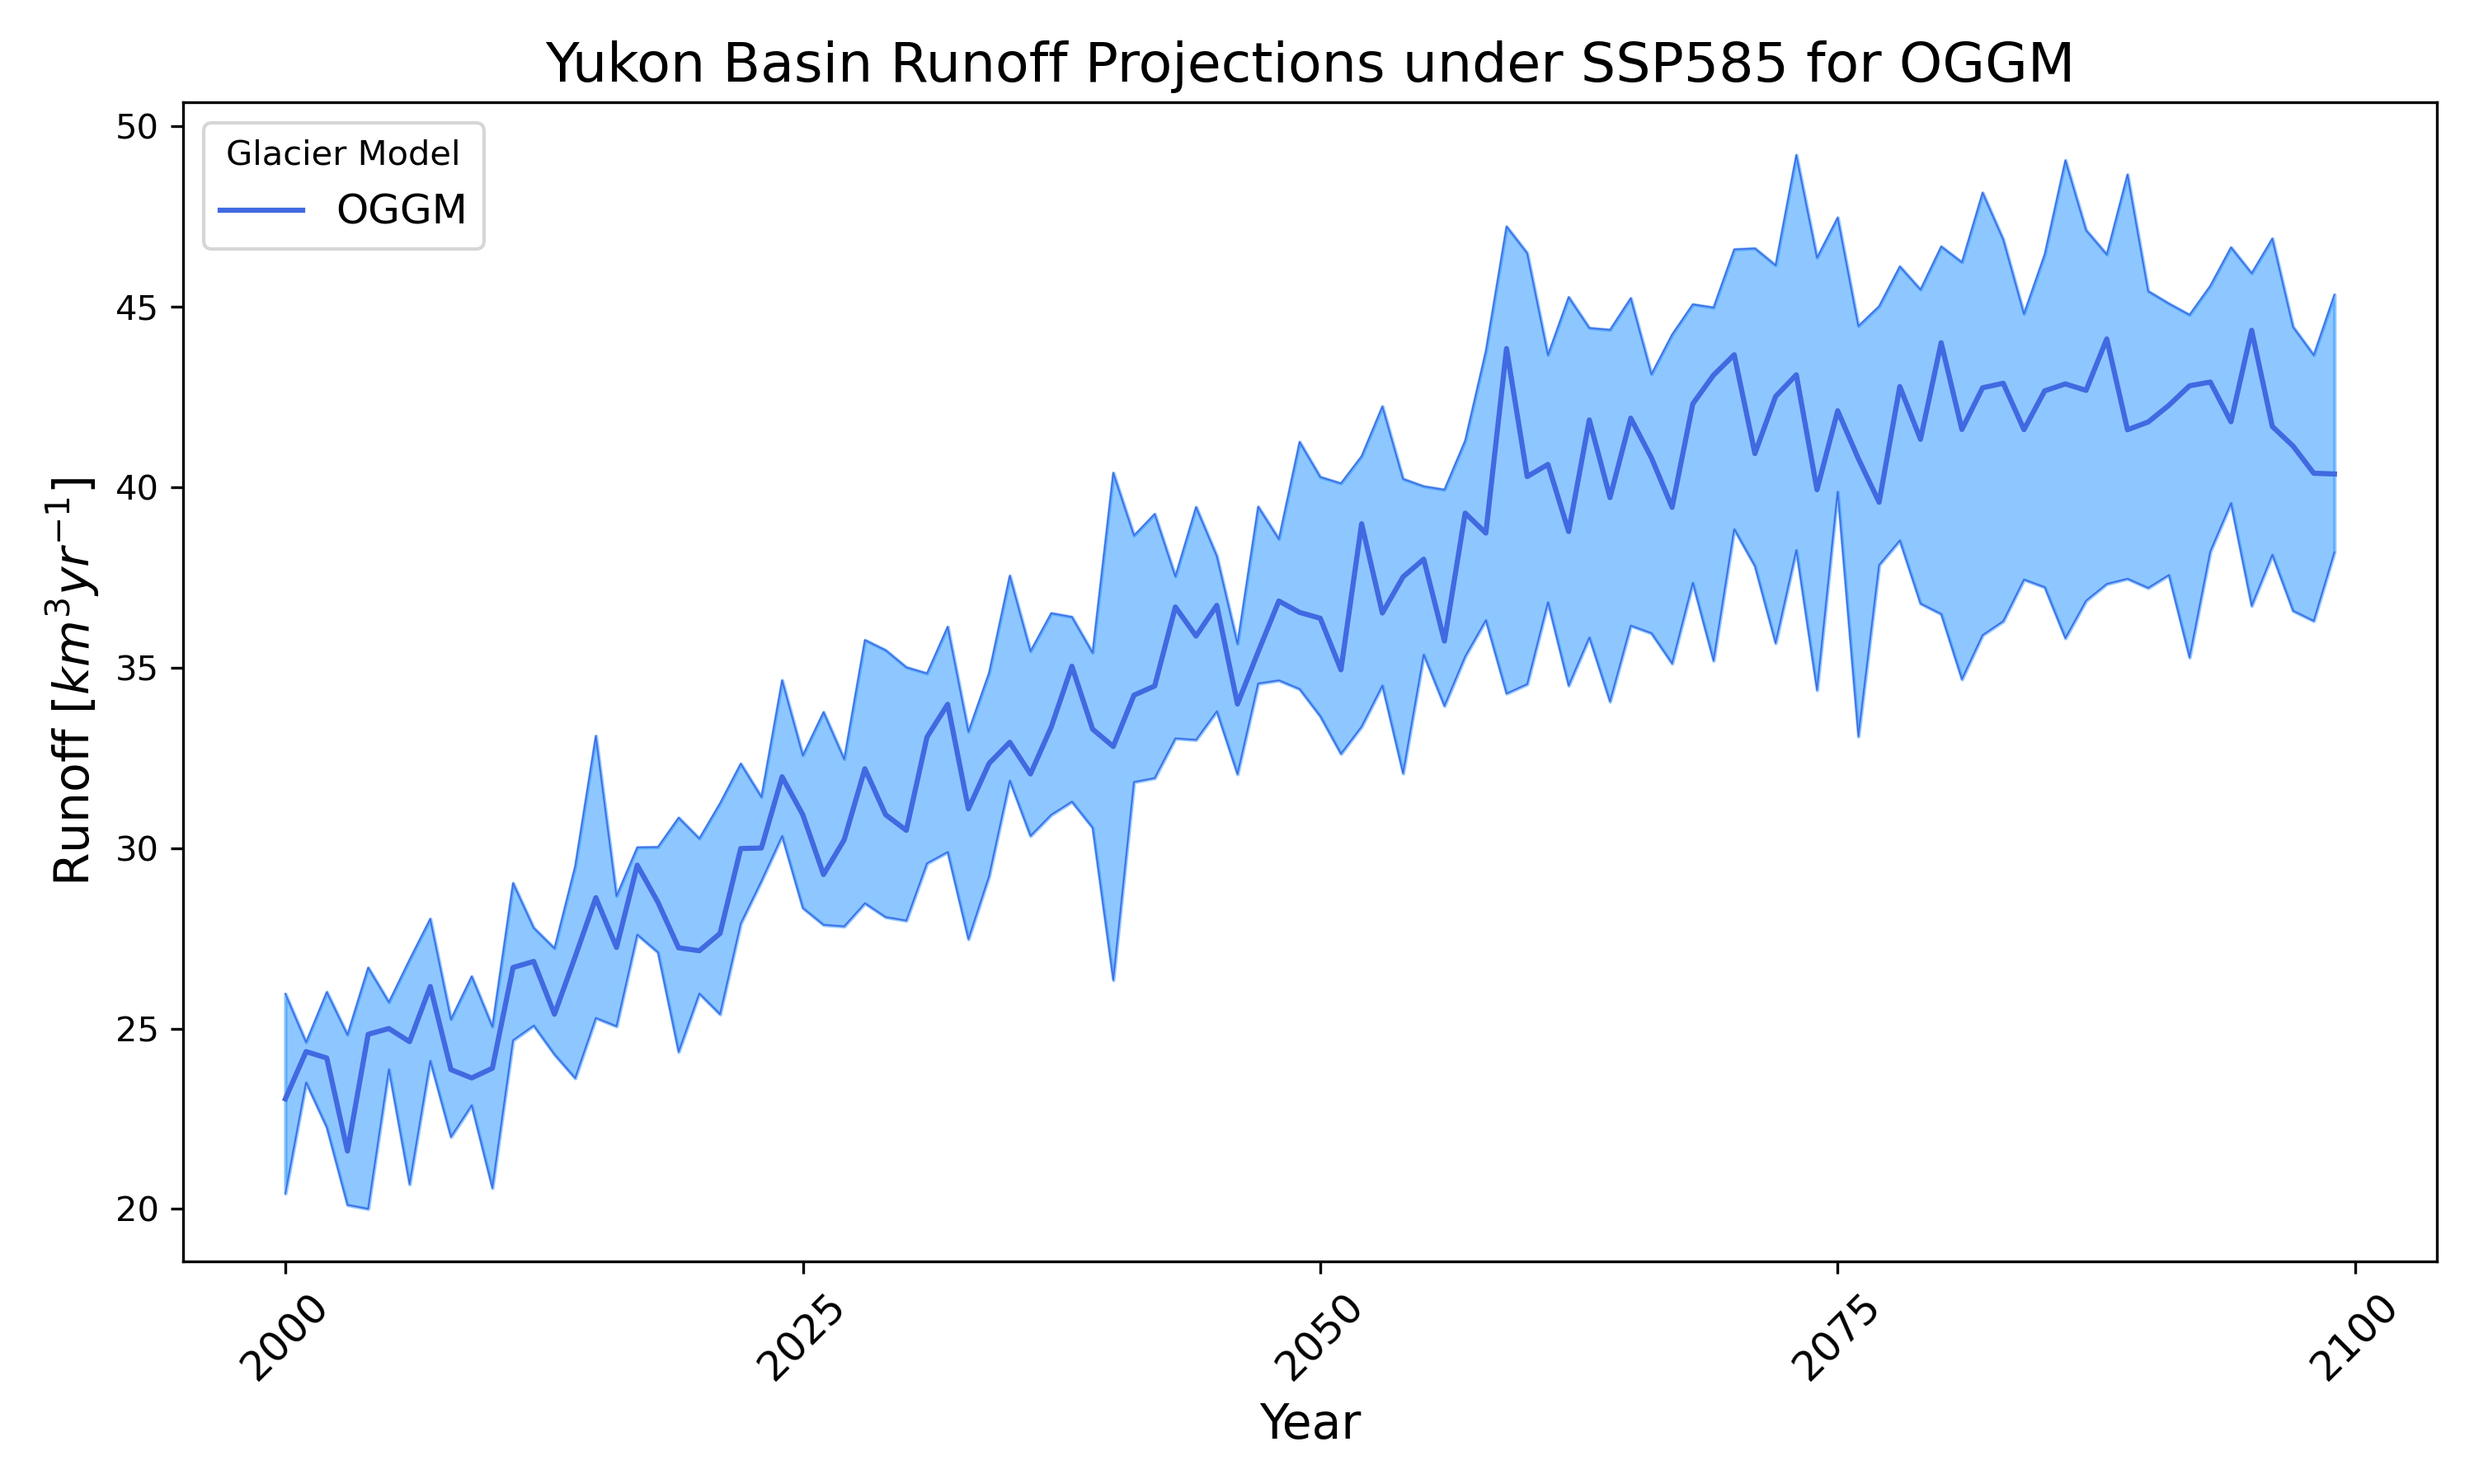 Yukon Basin Runoff Projections under SSP585 for OGGM
Glacier Model
OGGM
50
45
40
35
30
25
20
Runoff [km³yr⁻¹]
2000
2025
2050
2075
2100
Year